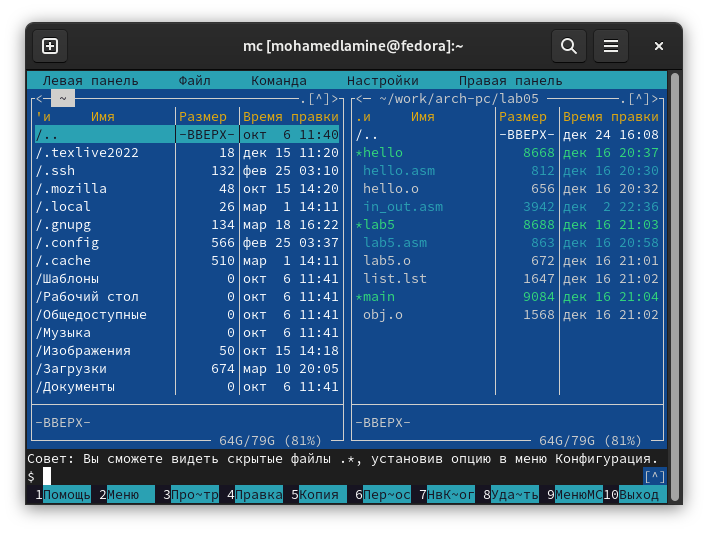 mc [mohamedlamine@fedora]:~
Левая панель Файл Команда Настройки Правая панель
<─ ~ .[^]> <─ ~/work/arch-pc/lab05 .[^]>
'и Имя Размер Время правки .и Имя Размер Время правки
/.. -ВВЕРХ- окт 6 11:40 /.. -ВВЕРХ- дек 24 16:08
/.texlive2022 18 дек 15 11:20 *hello 8668 дек 16 20:37
/.ssh 132 фев 25 03:10 hello.asm 812 дек 16 20:30
/.mozilla 48 окт 15 14:20 hello.o 656 дек 16 20:32
/.local 26 мар 1 14:11 in_out.asm 3942 дек 2 22:36
/.gnupg 134 мар 18 16:22 *lab5 8688 дек 16 21:03
/.config 566 фев 25 03:37 lab5.asm 863 дек 16 20:58
/.cache 510 мар 1 14:11 lab5.o 672 дек 16 21:01
/Шаблоны 0 окт 6 11:41 list.lst 1647 дек 16 21:02
/Рабочий стол 0 окт 6 11:41 *main 9084 дек 16 21:04
/Общедоступные 0 окт 6 11:41 obj.o 1568 дек 16 21:02
/Музыка 0 окт 6 11:41
/Изображения 50 окт 15 14:18
/Загрузки 674 мар 10 20:05
/Документы 0 окт 6 11:41
-ВВЕРХ- -ВВЕРХ-
64G/79G (81%) 64G/79G (81%)
Совет: Вы сможете видеть скрытые файлы .*, установив опцию в меню Конфигурация.
$ [^]
1Помощь 2Меню 3Про~тр 4Правка 5Копия 6Пер~ос 7НвК~ог 8Уда~ть 9МенюMC 10Выход